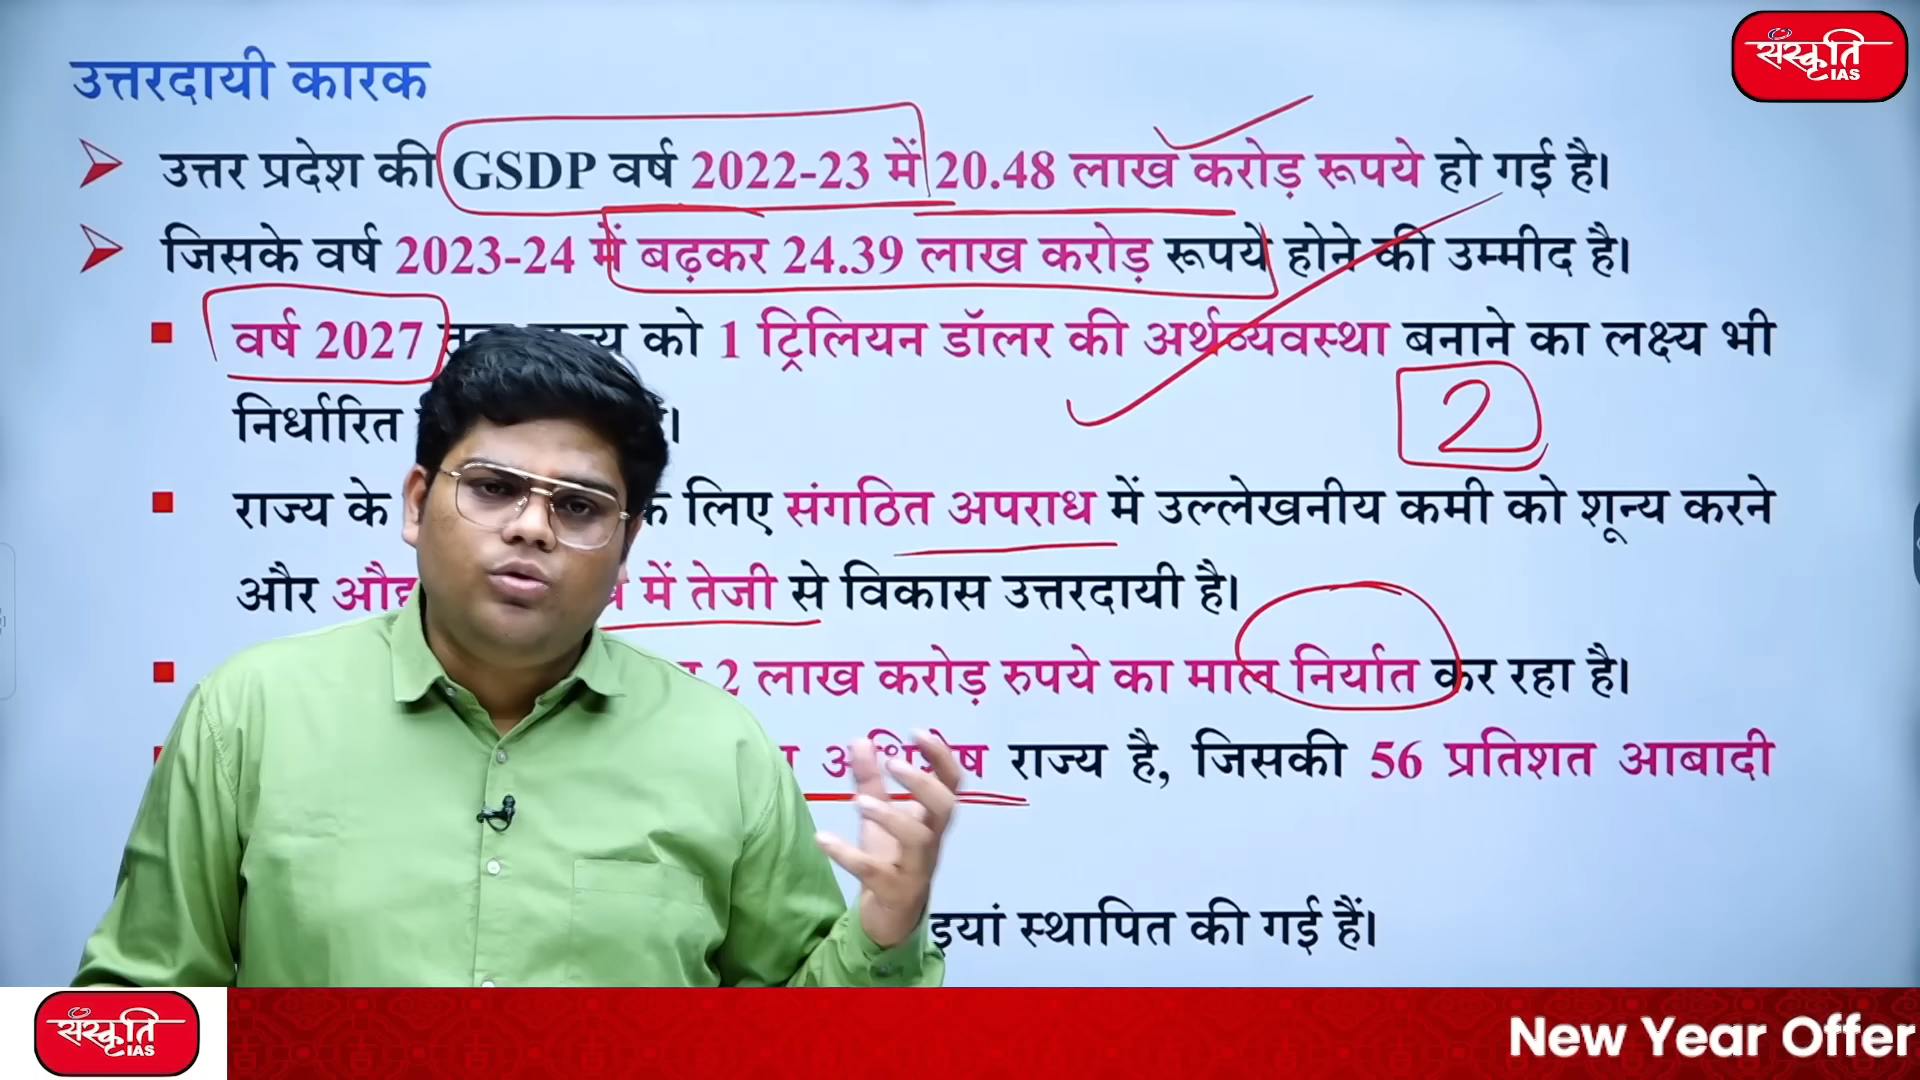 उत्तरदायी कारक
संस्कृति
IAS
उत्तर प्रदेश की GSDP वर्ष 2022-23 में 20.48 लाख करोड़ रूपये हो गई है।
जिसके वर्ष 2023-24 में बढ़कर 24.39 लाख करोड़ रूपये होने की उम्मीद है।
वर्ष 2027 को 1 ट्रिलियन डॉलर की अर्थव्यवस्था बनाने का लक्ष्य भी
निर्धारित
2
राज्य के लिए संगठित अपराध में उल्लेखनीय कमी को शून्य करने
और में तेजी से विकास उत्तरदायी है।
2 लाख करोड़ रुपये का माल निर्यात कर रहा है।
अधिशेष राज्य है, जिसकी 56 प्रतिशत आबादी
स्थापित की गई हैं।
संस्कृति
IAS
New Year Offer